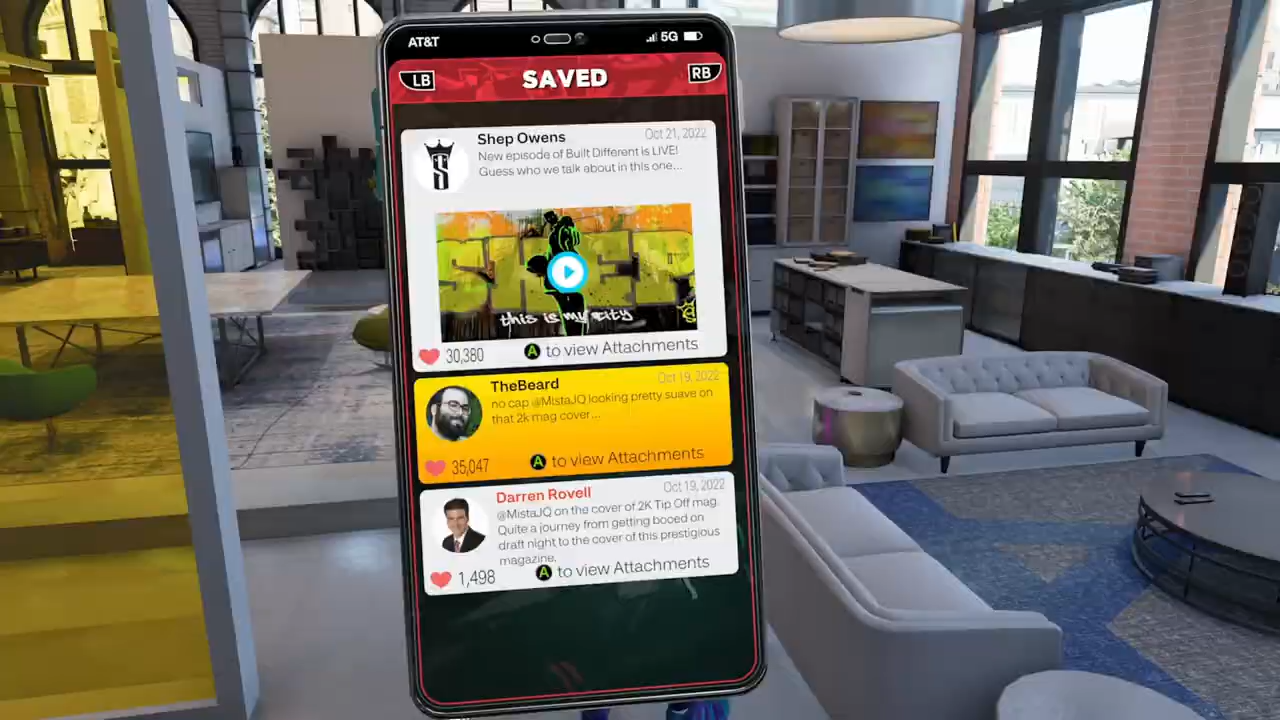 AT&T
5G
LB
SAVED
RB
Shep Owens
Oct 21, 2022
New episode of Built Different is LIVE!
Guess who we talk about in this one...
SHEP
this is my city
30,380
A to view Attachments
TheBeard
Oct 19, 2022
no cap @MistaJQ looking pretty suave on
that 2k mag cover...
35,047
A to view Attachments
Darren Rovell
Oct 19, 2022
@MistaJQ on the cover of 2K Tip Off mag.
Quite a journey from getting booed on
draft night to the cover of this prestigious
magazine.
1,498
A to view Attachments